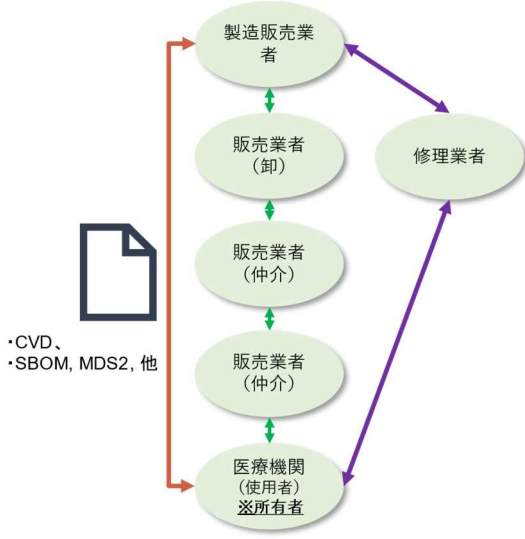 製造販売業
者
販売業者
（卸）
修理業者
販売業者
（仲介）
・CVD、
・SBOM, MDS2, 他
販売業者
（仲介）
医療機関
（使用者）
※所有者